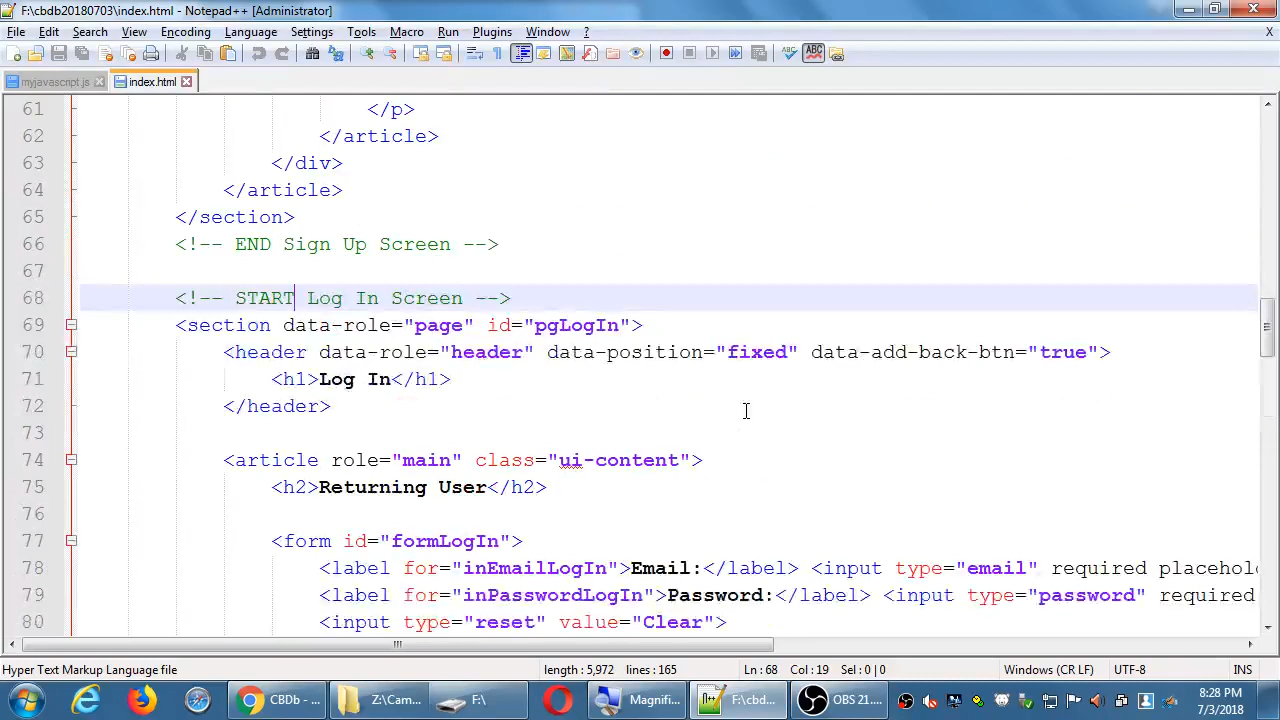 F:\cbdb20180703\index.html - Notepad++ [Administrator]
File Edit Search View Encoding Language Settings Tools Macro Run Plugins Window ? X
myjavascript.js index.html
61 </p>
62 </article>
63 </div>
64 </article>
65 </section>
66 <!-- END Sign Up Screen -->
67
68 <!-- START Log In Screen -->
69 <section data-role="page" id="pgLogIn">
70 <header data-role="header" data-position="fixed" data-add-back-btn="true">
71 <h1>Log In</h1>
72 </header>
73
74 <article role="main" class="ui-content">
75 <h2>Returning User</h2>
76
77 <form id="formLogIn">
78 <label for="inEmailLogIn">Email:</label> <input type="email" required placehol
79 <label for="inPasswordLogIn">Password:</label> <input type="password" required
80 <input type="reset" value="Clear">
Hyper Text Markup Language file length : 5,972 lines : 165 Ln : 68 Col : 19 Sel : 0 | 0 Windows (CR LF) UTF-8 INS
CBDb - ... Z:\Cam... F:\ Magnifi... F:\cbd... OBS 21.... 8:28 PM
7/3/2018